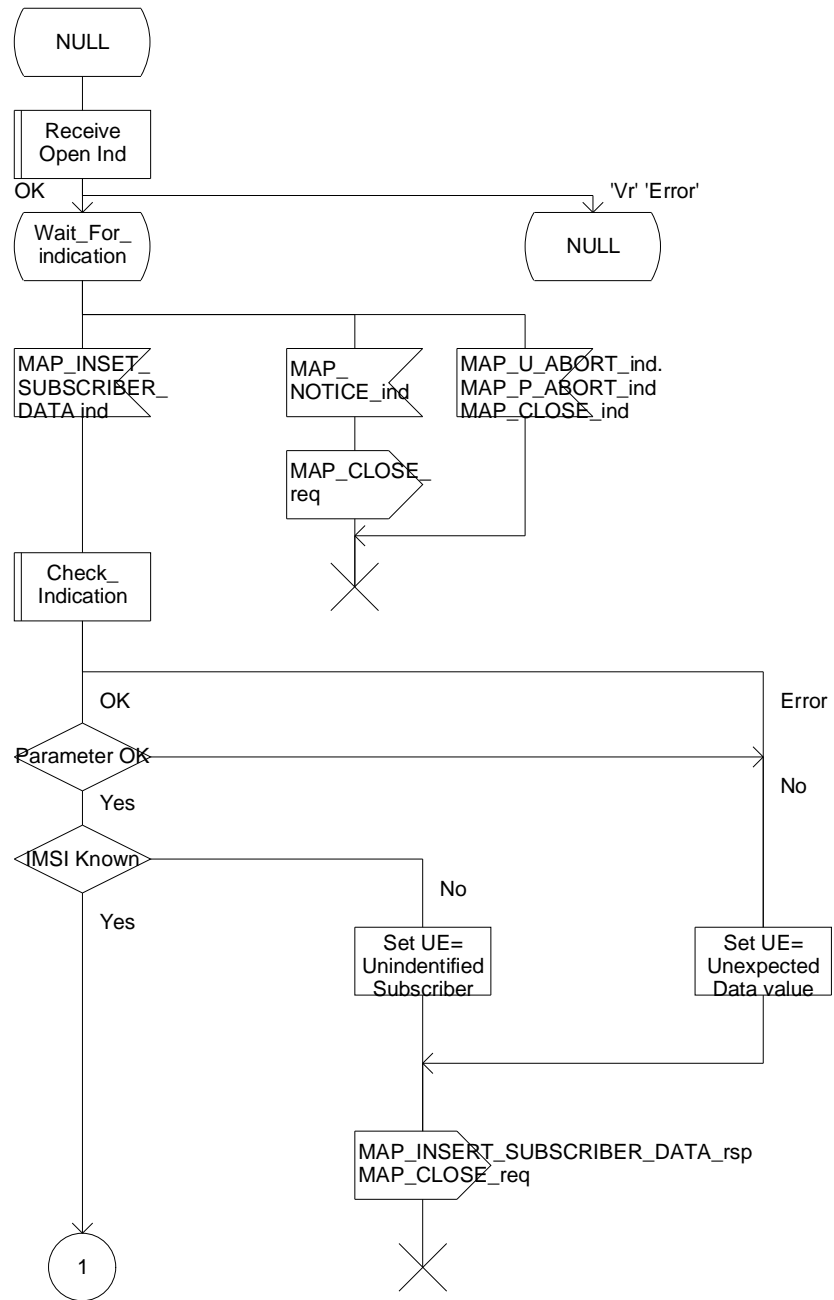 NULL
Receive
Open Ind
OK
'Vr' 'Error'
Wait_For_
indication
NULL
MAP_INSET_
SUBSCRIBER_
DATA ind
MAP_
NOTICE_ind
MAP_U_ABORT_ind.
MAP_P_ABORT_ind
MAP_CLOSE_ind
MAP_CLOSE_
req
Check_
Indication
OK
Error
Parameter OK
No
Yes
IMSI Known
No
Yes
Set UE=
Unindentified
Subscriber
Set UE=
Unexpected
Data value
MAP_INSERT_SUBSCRIBER_DATA_rsp
MAP_CLOSE_req
1